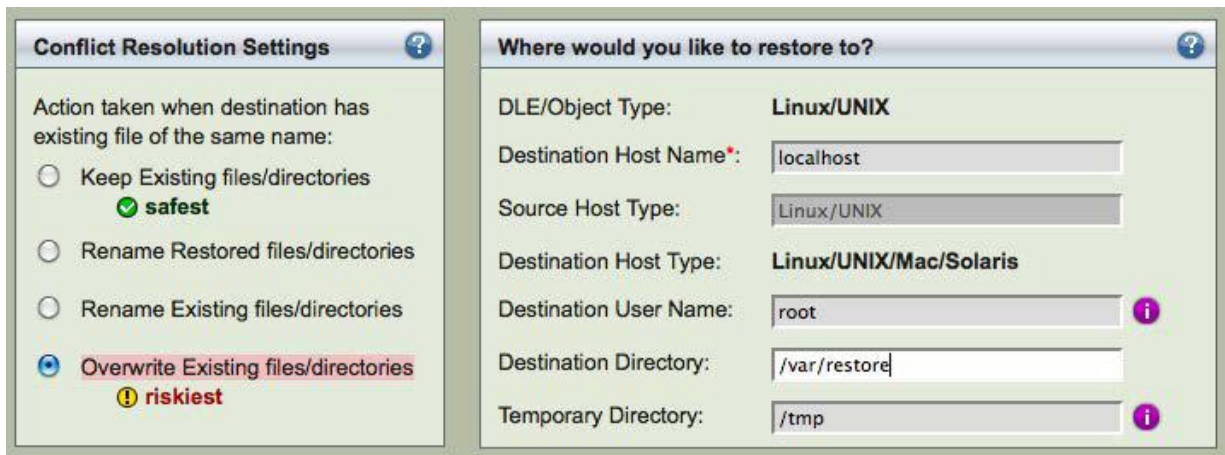 Conflict Resolution Settings ?
Action taken when destination has
existing file of the same name:
Keep Existing files/directories
safest
Rename Restored files/directories
Rename Existing files/directories
Overwrite Existing files/directories
! riskiest
Where would you like to restore to? ?
DLE/Object Type: Linux/UNIX
Destination Host Name*: localhost
Source Host Type: Linux/UNIX
Destination Host Type: Linux/UNIX/Mac/Solaris
Destination User Name: root i
Destination Directory: /var/restore
Temporary Directory: /tmp i